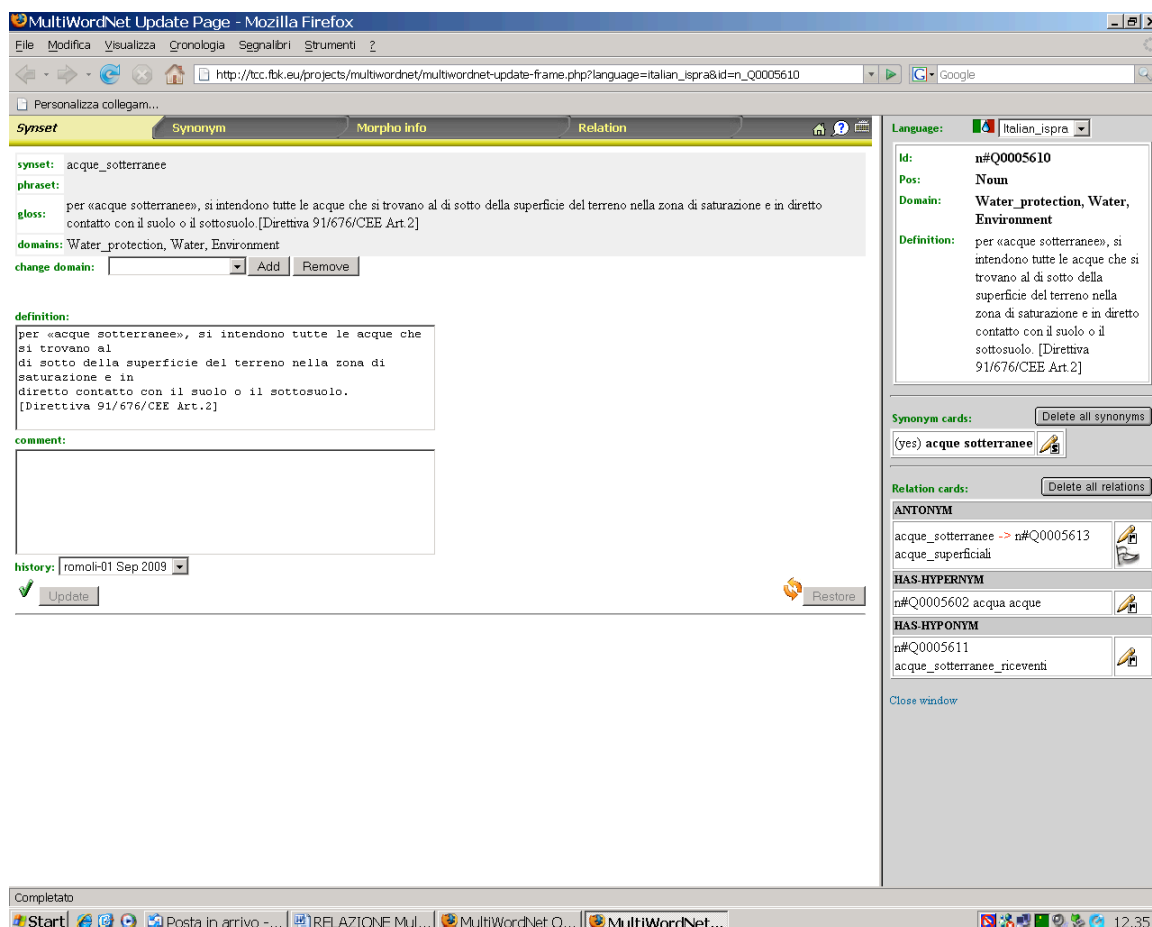 MultiWordNet Update Page - Mozilla Firefox
File Modifica Visualizza Cronologia Segnalibri Strumenti ?
http://tcc.fbk.eu/projects/multiwordnet/multiwordnet-update-frame.php?language=italian_ispra&id=n_Q0005610
Google
Personalizza collegam...
Synset Synonym Morpho info Relation
synset: acque_sotterranee
phraset:
gloss: per «acque sotterranee», si intendono tutte le acque che si trovano al di sotto della superficie del terreno nella zona di saturazione e in diretto
contatto con il suolo o il sottosuolo.[Direttiva 91/676/CEE Art.2]
domains: Water_protection, Water, Environment
change domain: Add Remove
definition:
per «acque sotterranee», si intendono tutte le acque che
si trovano al
di sotto della superficie del terreno nella zona di
saturazione e in
diretto contatto con il suolo o il sottosuolo.
[Direttiva 91/676/CEE Art.2]
comment:
history: romoli-01 Sep 2009
Update Restore
Language: Italian_ispra
Id: n#Q0005610
Pos: Noun
Domain: Water_protection, Water,
Environment
Definition: per «acque sotterranee», si
intendono tutte le acque che si
trovano al di sotto della
superficie del terreno nella
zona di saturazione e in diretto
contatto con il suolo o il
sottosuolo. [Direttiva
91/676/CEE Art.2]
Synonym cards: Delete all synonyms
(yes) acque sotterranee
Relation cards: Delete all relations
ANTONYM
acque_sotterranee -> n#Q0005613
acque_superficiali
HAS-HYPERNYM
n#Q0005602 acqua acque
HAS-HYPONYM
n#Q0005611
acque_sotterranee_riceventi
Close window
Completato
Start Posta in arrivo -... RELAZIONE Mul... MultiWordNet O... MultiWordNet... 12.35